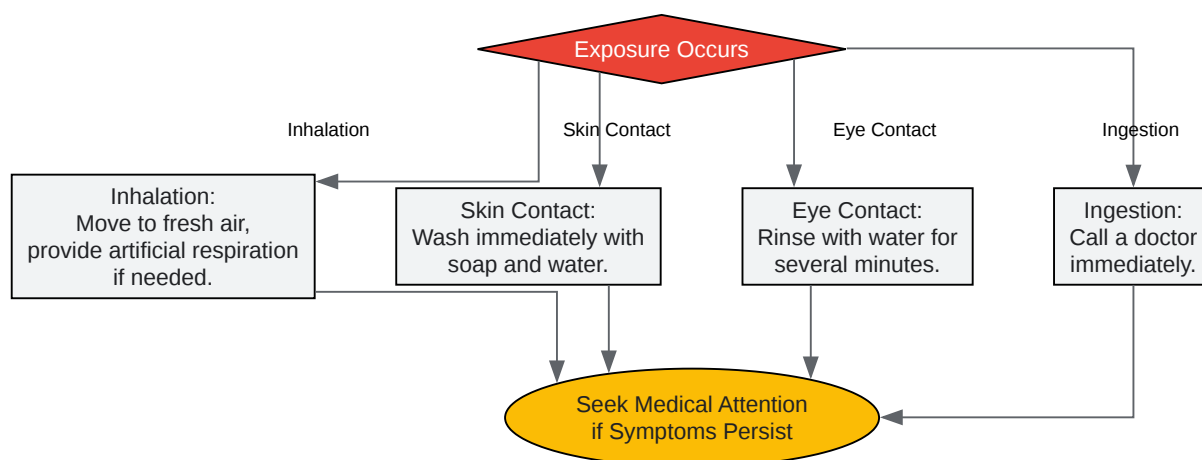 Exposure Occurs
Inhalation
Skin Contact
Eye Contact
Ingestion
Inhalation:
Move to fresh air,
provide artificial respiration
if needed.
Skin Contact:
Wash immediately with
soap and water.
Eye Contact:
Rinse with water for
several minutes.
Ingestion:
Call a doctor
immediately.
Seek Medical Attention
if Symptoms Persist